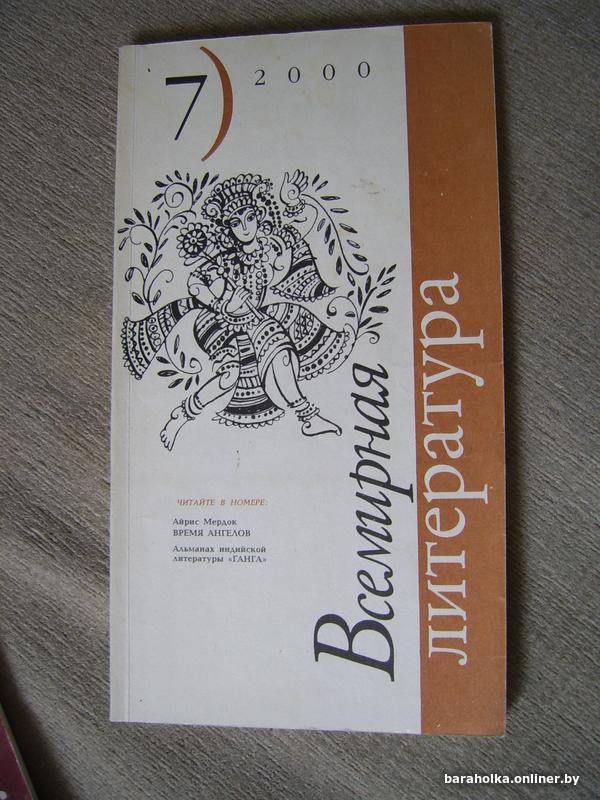 7) 2000
ЧИТАЙТЕ В НОМЕРЕ:
Айрис Мердок
ВРЕМЯ АНГЕЛОВ
Альманах индийской
литературы «ГАНГА»
Всемирная
литература
baraholka.onliner.by